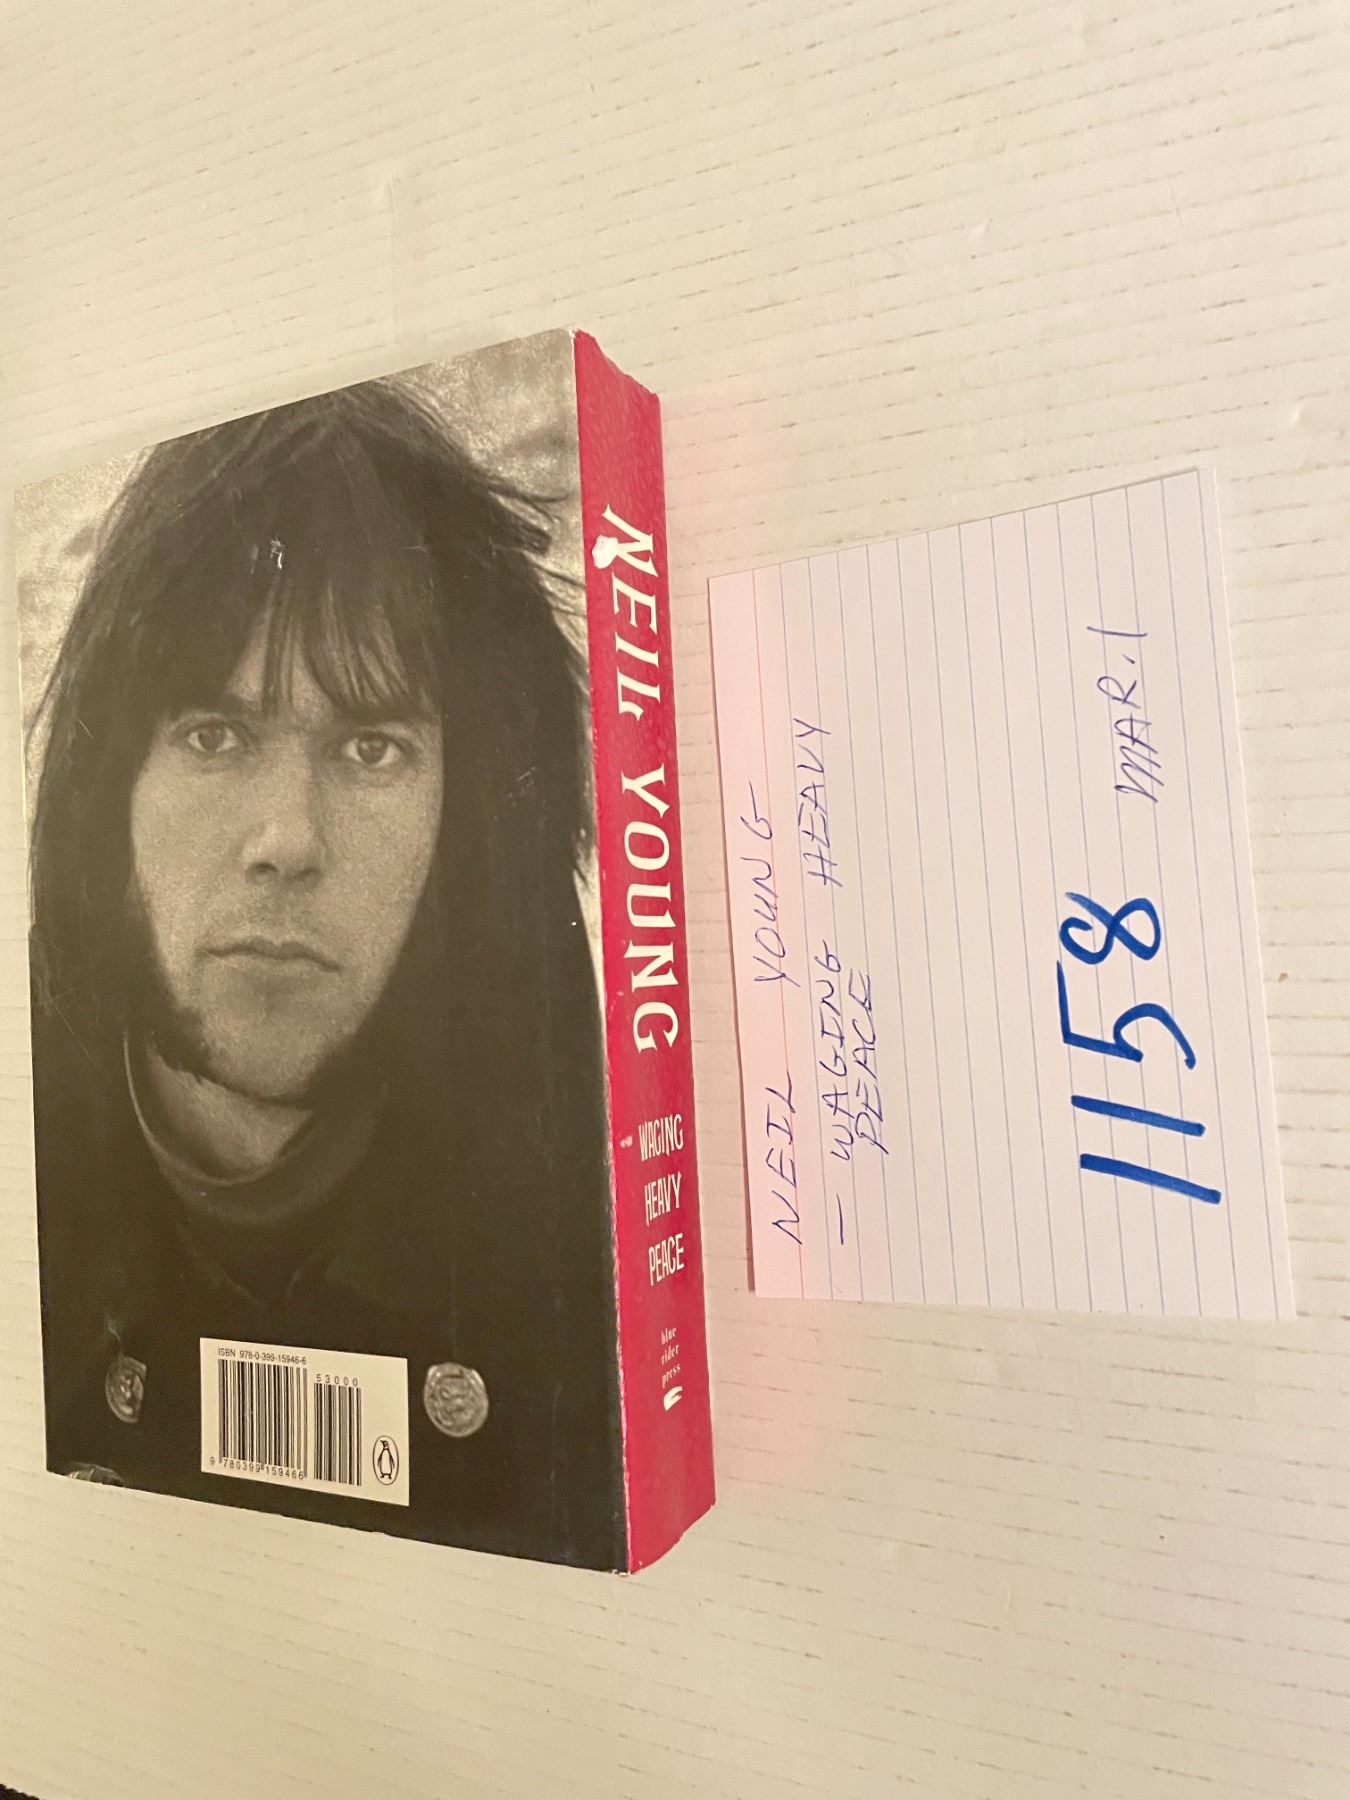 NEIL YOUNG
WAGING
HEAVY
PEACE
blue
rider
press
ISBN 978-0-399-15946-6
53000
9 780399 159466
NEIL YOUNG
- WAGING HEAVY
PEACE
1158 MAR.1